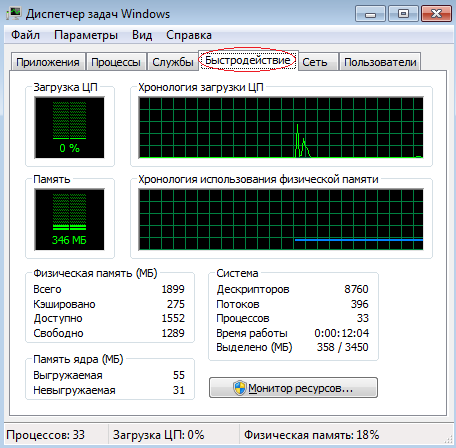 Диспетчер задач Windows
Файл Параметры Вид Справка
Приложения Процессы Службы Быстродействие Сеть Пользователи
Загрузка ЦП
0 %
Хронология загрузки ЦП
Память
346 МБ
Хронология использования физической памяти
Физическая память (МБ)
Всего 1899
Кэшировано 275
Доступно 1552
Свободно 1289
Память ядра (МБ)
Выгружаемая 55
Невыгружаемая 31
Система
Дескрипторов 8760
Потоков 396
Процессов 33
Время работы 0:00:12:04
Выделено (МБ) 358 / 3450
Монитор ресурсов...
Процессов: 33 Загрузка ЦП: 0% Физическая память: 18%